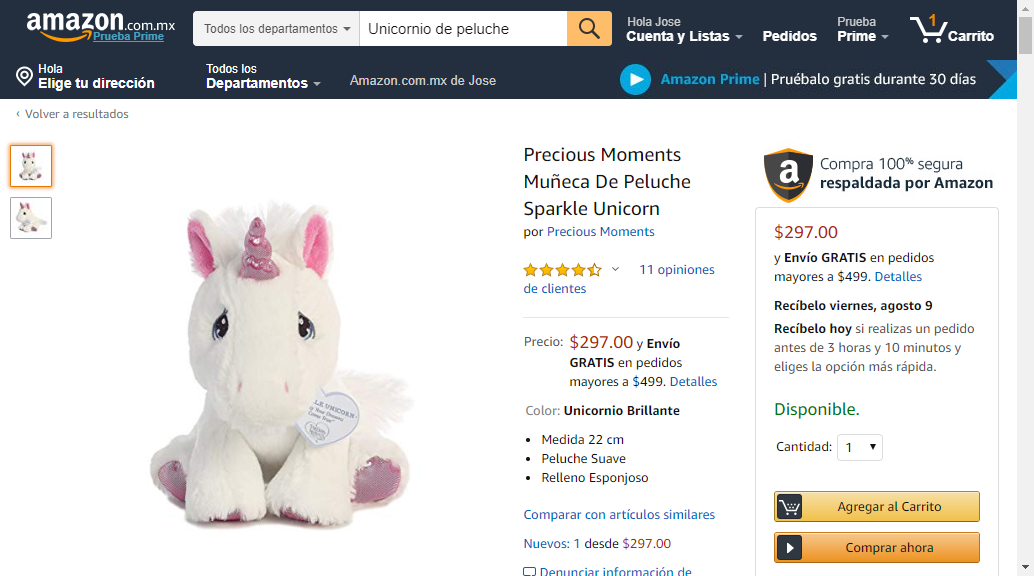 amazon.com.mx
Prueba Prime
Todos los departamentos
Unicornio de peluche
Hola Jose
Cuenta y Listas
Pedidos
Prueba
Prime
1
Carrito
Hola
Elige tu dirección
Todos los
Departamentos
Amazon.com.mx de Jose
Amazon Prime | Pruébalo gratis durante 30 días
‹ Volver a resultados
Precious Moments
Muñeca De Peluche
Sparkle Unicorn
por Precious Moments
11 opiniones
de clientes
Precio: $297.00 y Envío
GRATIS en pedidos
mayores a $499. Detalles
Color: Unicornio Brillante
• Medida 22 cm
• Peluche Suave
• Relleno Esponjoso
Comparar con artículos similares
Nuevos: 1 desde $297.00
Denunciar información de
a
Compra 100% segura
respaldada por Amazon
$297.00
y Envío GRATIS en pedidos
mayores a $499. Detalles
Recíbelo viernes, agosto 9
Recíbelo hoy si realizas un pedido
antes de 3 horas y 10 minutos y
eliges la opción más rápida.
Disponible.
Cantidad: 1
Agregar al Carrito
Comprar ahora
UNICORN